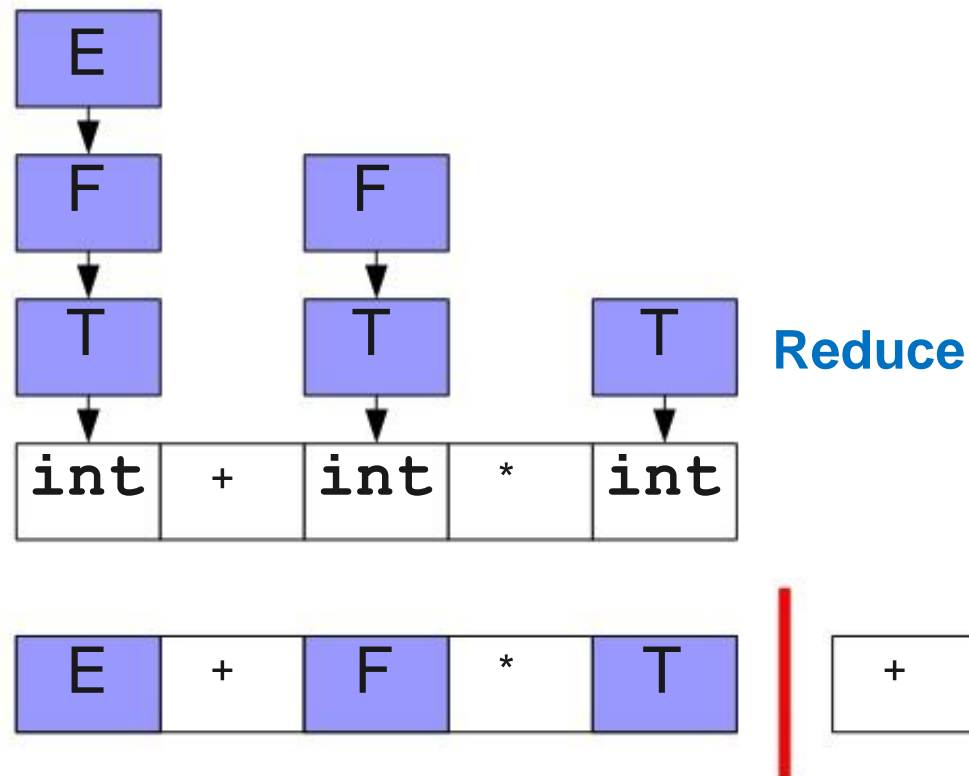 E
F F
T T T Reduce
int + int * int
E + F * T +